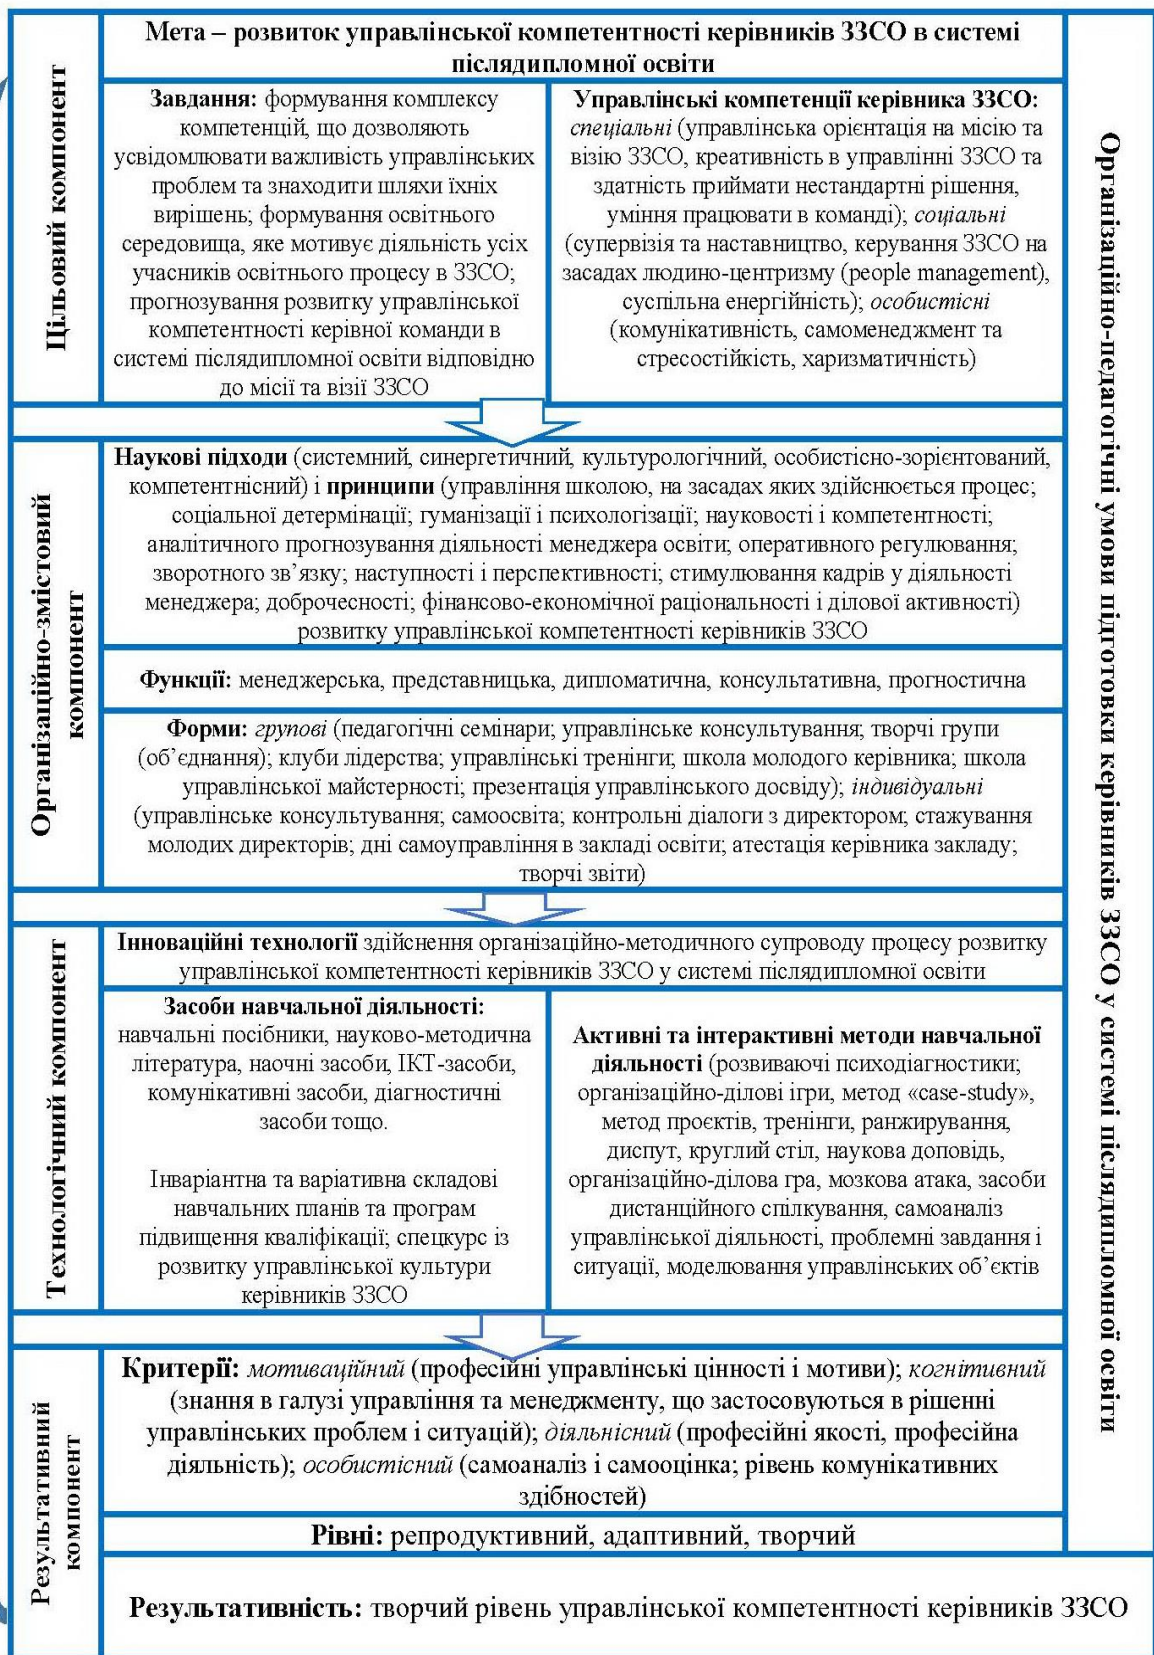 Цільовий компонент
Мета – розвиток управлінської компетентності керівників ЗЗСО в системі
післядипломної освіти
Завдання: формування комплексу
компетенцій, що дозволяють
усвідомлювати важливість управлінських
проблем та знаходити шляхи їхніх
вирішень; формування освітнього
середовища, яке мотивує діяльність усіх
учасників освітнього процесу в ЗЗСО;
прогнозування розвитку управлінської
компетентності керівної команди в
системі післядипломної освіти відповідно
до місії та візії ЗЗСО
Управлінські компетенції керівника ЗЗСО:
спеціальні (управлінська орієнтація на місію та
візію ЗЗСО, креативність в управлінні ЗЗСО та
здатність приймати нестандартні рішення,
уміння працювати в команді); соціальні
(супервізія та наставництво, керування ЗЗСО на
засадах людино-центризму (people management),
суспільна енергійність); особистісні
(комунікативність, самоменеджмент та
стресостійкість, харизматичність)
Організаційно-змістовий
компонент
Наукові підходи (системний, синергетичний, культурологічний, особистісно-зорієнтований,
компетентнісний) і принципи (управління школою, на засадах яких здійснюється процес;
соціальної детермінації; гуманізації і психологізації; науковості і компетентності;
аналітичного прогнозування діяльності менеджера освіти; оперативного регулювання;
зворотного зв’язку; наступності і перспективності; стимулювання кадрів у діяльності
менеджера; доброчесності; фінансово-економічної раціональності і ділової активності)
розвитку управлінської компетентності керівників ЗЗСО
Функції: менеджерська, представницька, дипломатична, консультативна, прогностична
Форми: групові (педагогічні семінари; управлінське консультування; творчі групи
(об’єднання); клуби лідерства; управлінські тренінги; школа молодого керівника; школа
управлінської майстерності; презентація управлінського досвіду); індивідуальні
(управлінське консультування; самоосвіта; контрольні діалоги з директором; стажування
молодих директорів; дні самоуправління в закладі освіти; атестація керівника закладу;
творчі звіти)
Технологічний компонент
Інноваційні технології здійснення організаційно-методичного супроводу процесу розвитку
управлінської компетентності керівників ЗЗСО у системі післядипломної освіти
Засоби навчальної діяльності:
навчальні посібники, науково-методична
література, наочні засоби, ІКТ-засоби,
комунікативні засоби, діагностичні
засоби тощо.
Інваріантна та варіативна складові
навчальних планів та програм
підвищення кваліфікації; спецкурс із
розвитку управлінської культури
керівників ЗЗСО
Активні та інтерактивні методи навчальної
діяльності (розвиваючі психодіагностики;
організаційно-ділові ігри, метод «case-study»,
метод проєктів, тренінги, ранжирування,
диспут, круглий стіл, наукова доповідь,
організаційно-ділова гра, мозкова атака, засоби
дистанційного спілкування, самоаналіз
управлінської діяльності, проблемні завдання і
ситуації, моделювання управлінських об’єктів
Результативний
компонент
Критерії: мотиваційний (професійні управлінські цінності і мотиви); когнітивний
(знання в галузі управління та менеджменту, що застосовуються в рішенні
управлінських проблем і ситуацій); діяльнісний (професійні якості, професійна
діяльність); особистісний (самоаналіз і самооцінка; рівень комунікативних
здібностей)
Рівні: репродуктивний, адаптивний, творчий
Результативність: творчий рівень управлінської компетентності керівників ЗЗСО
Організаційно-педагогічні умови підготовки керівників ЗЗСО у системі післядипломної освіти